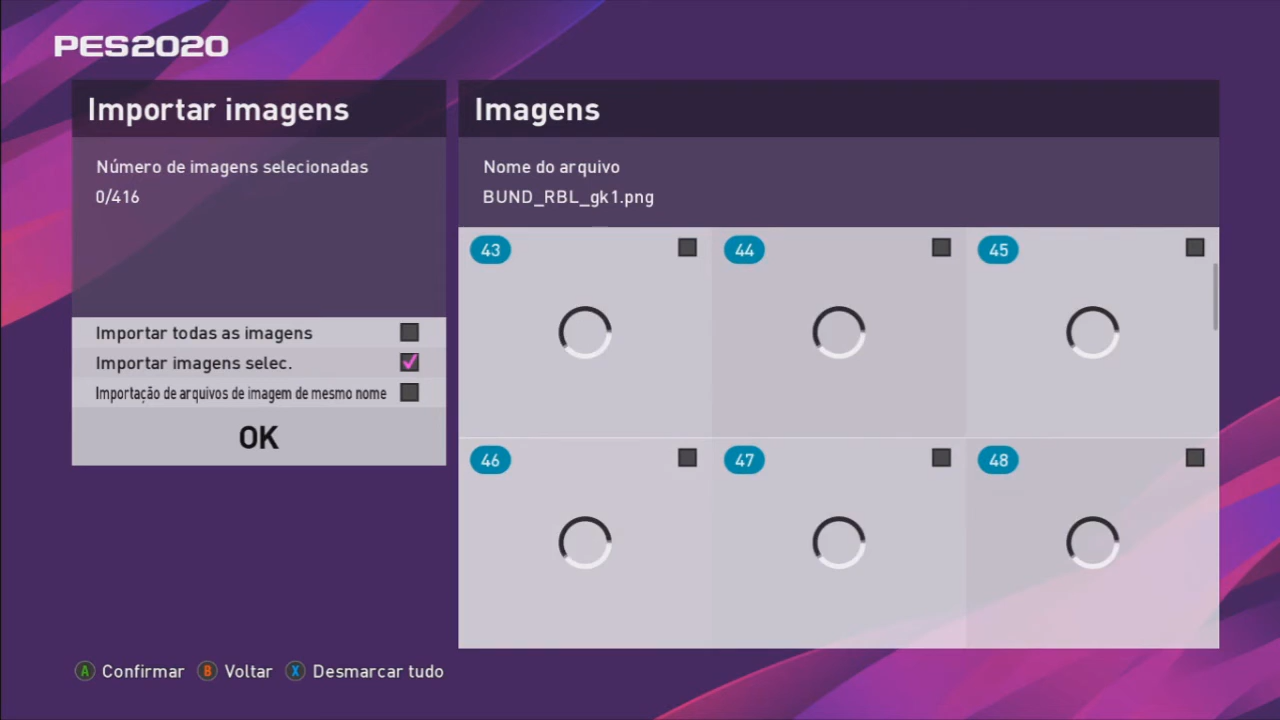 PES2020
Importar imagens
Número de imagens selecionadas
0/416
Importar todas as imagens
Importar imagens selec.
Importação de arquivos de imagem de mesmo nome
OK
Imagens
Nome do arquivo
BUND_RBL_gk1.png
43
44
45
46
47
48
A Confirmar B Voltar X Desmarcar tudo